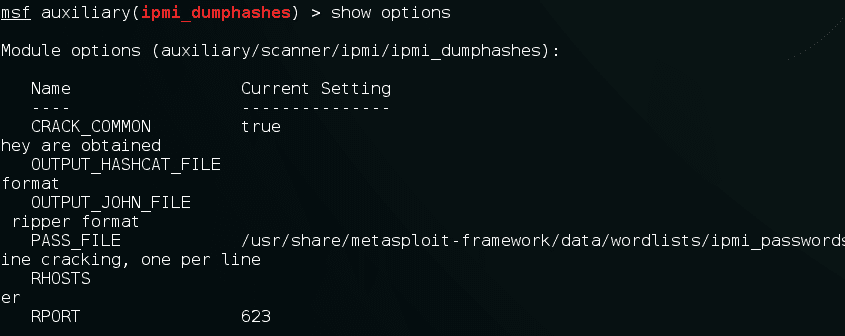 msf auxiliary(ipmi_dumphashes) > show options
Module options (auxiliary/scanner/ipmi/ipmi_dumphashes):
Name Current Setting
---- ---------------
CRACK_COMMON true
hey are obtained
OUTPUT_HASHCAT_FILE
format
OUTPUT_JOHN_FILE
ripper format
PASS_FILE /usr/share/metasploit-framework/data/wordlists/ipmi_passwords
ine cracking, one per line
RHOSTS
er
RPORT 623